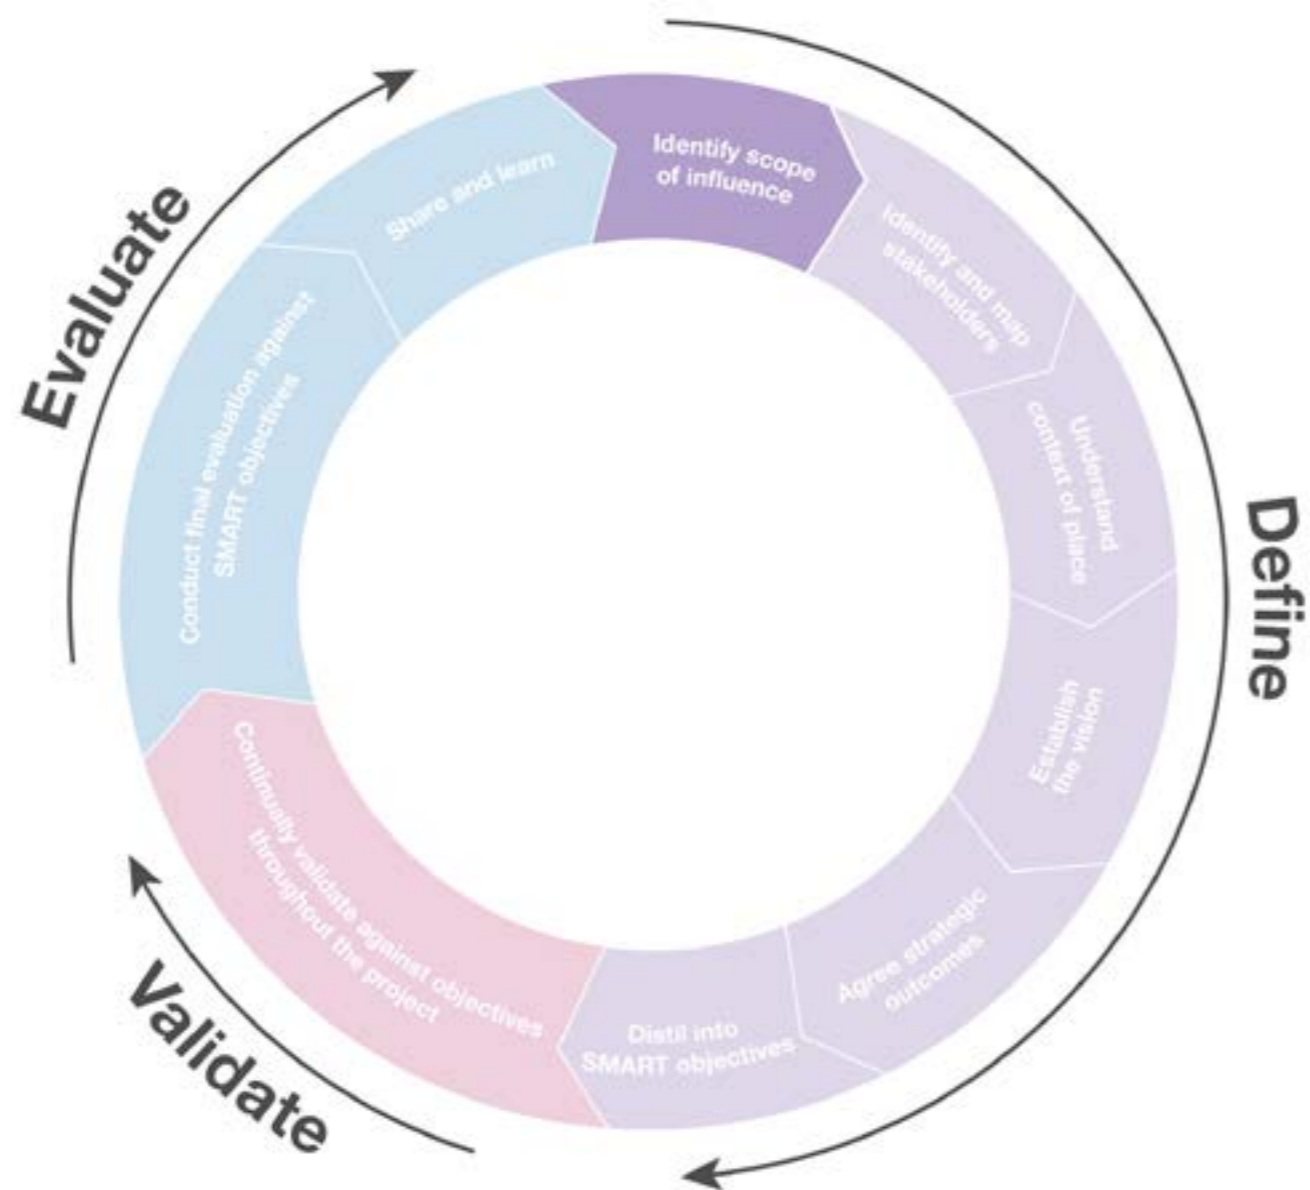 Identify scope
of influence
Identify and map
stakeholders
Understand
context of place
Establish
the vision
Agree strategic
outcomes
Distil into
SMART objectives
Continually validate against objectives
throughout the project
Conduct final evaluation against
SMART objectives
Share and learn
Define
Validate
Evaluate